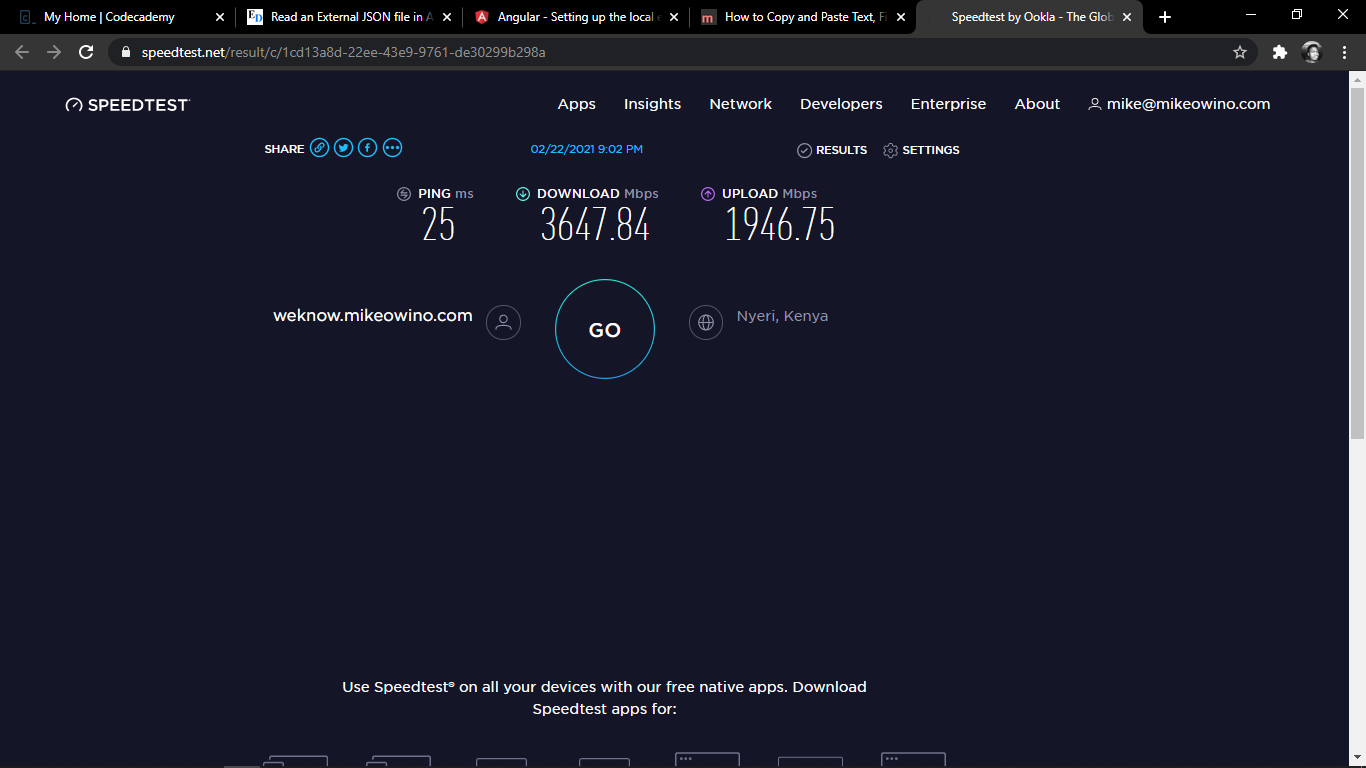 My Home | Codecademy
Read an External JSON file in A
Angular - Setting up the local e
How to Copy and Paste Text, Fi
Speedtest by Ookla - The Glob
speedtest.net/result/c/1cd13a8d-22ee-43e9-9761-de30299b298a
SPEEDTEST
Apps Insights Network Developers Enterprise About mike@mikeowino.com
SHARE 02/22/2021 9:02 PM RESULTS SETTINGS
PING ms DOWNLOAD Mbps UPLOAD Mbps
25 3647.84 1946.75
weknow.mikeowino.com GO Nyeri, Kenya
Use Speedtest® on all your devices with our free native apps. Download
Speedtest apps for: